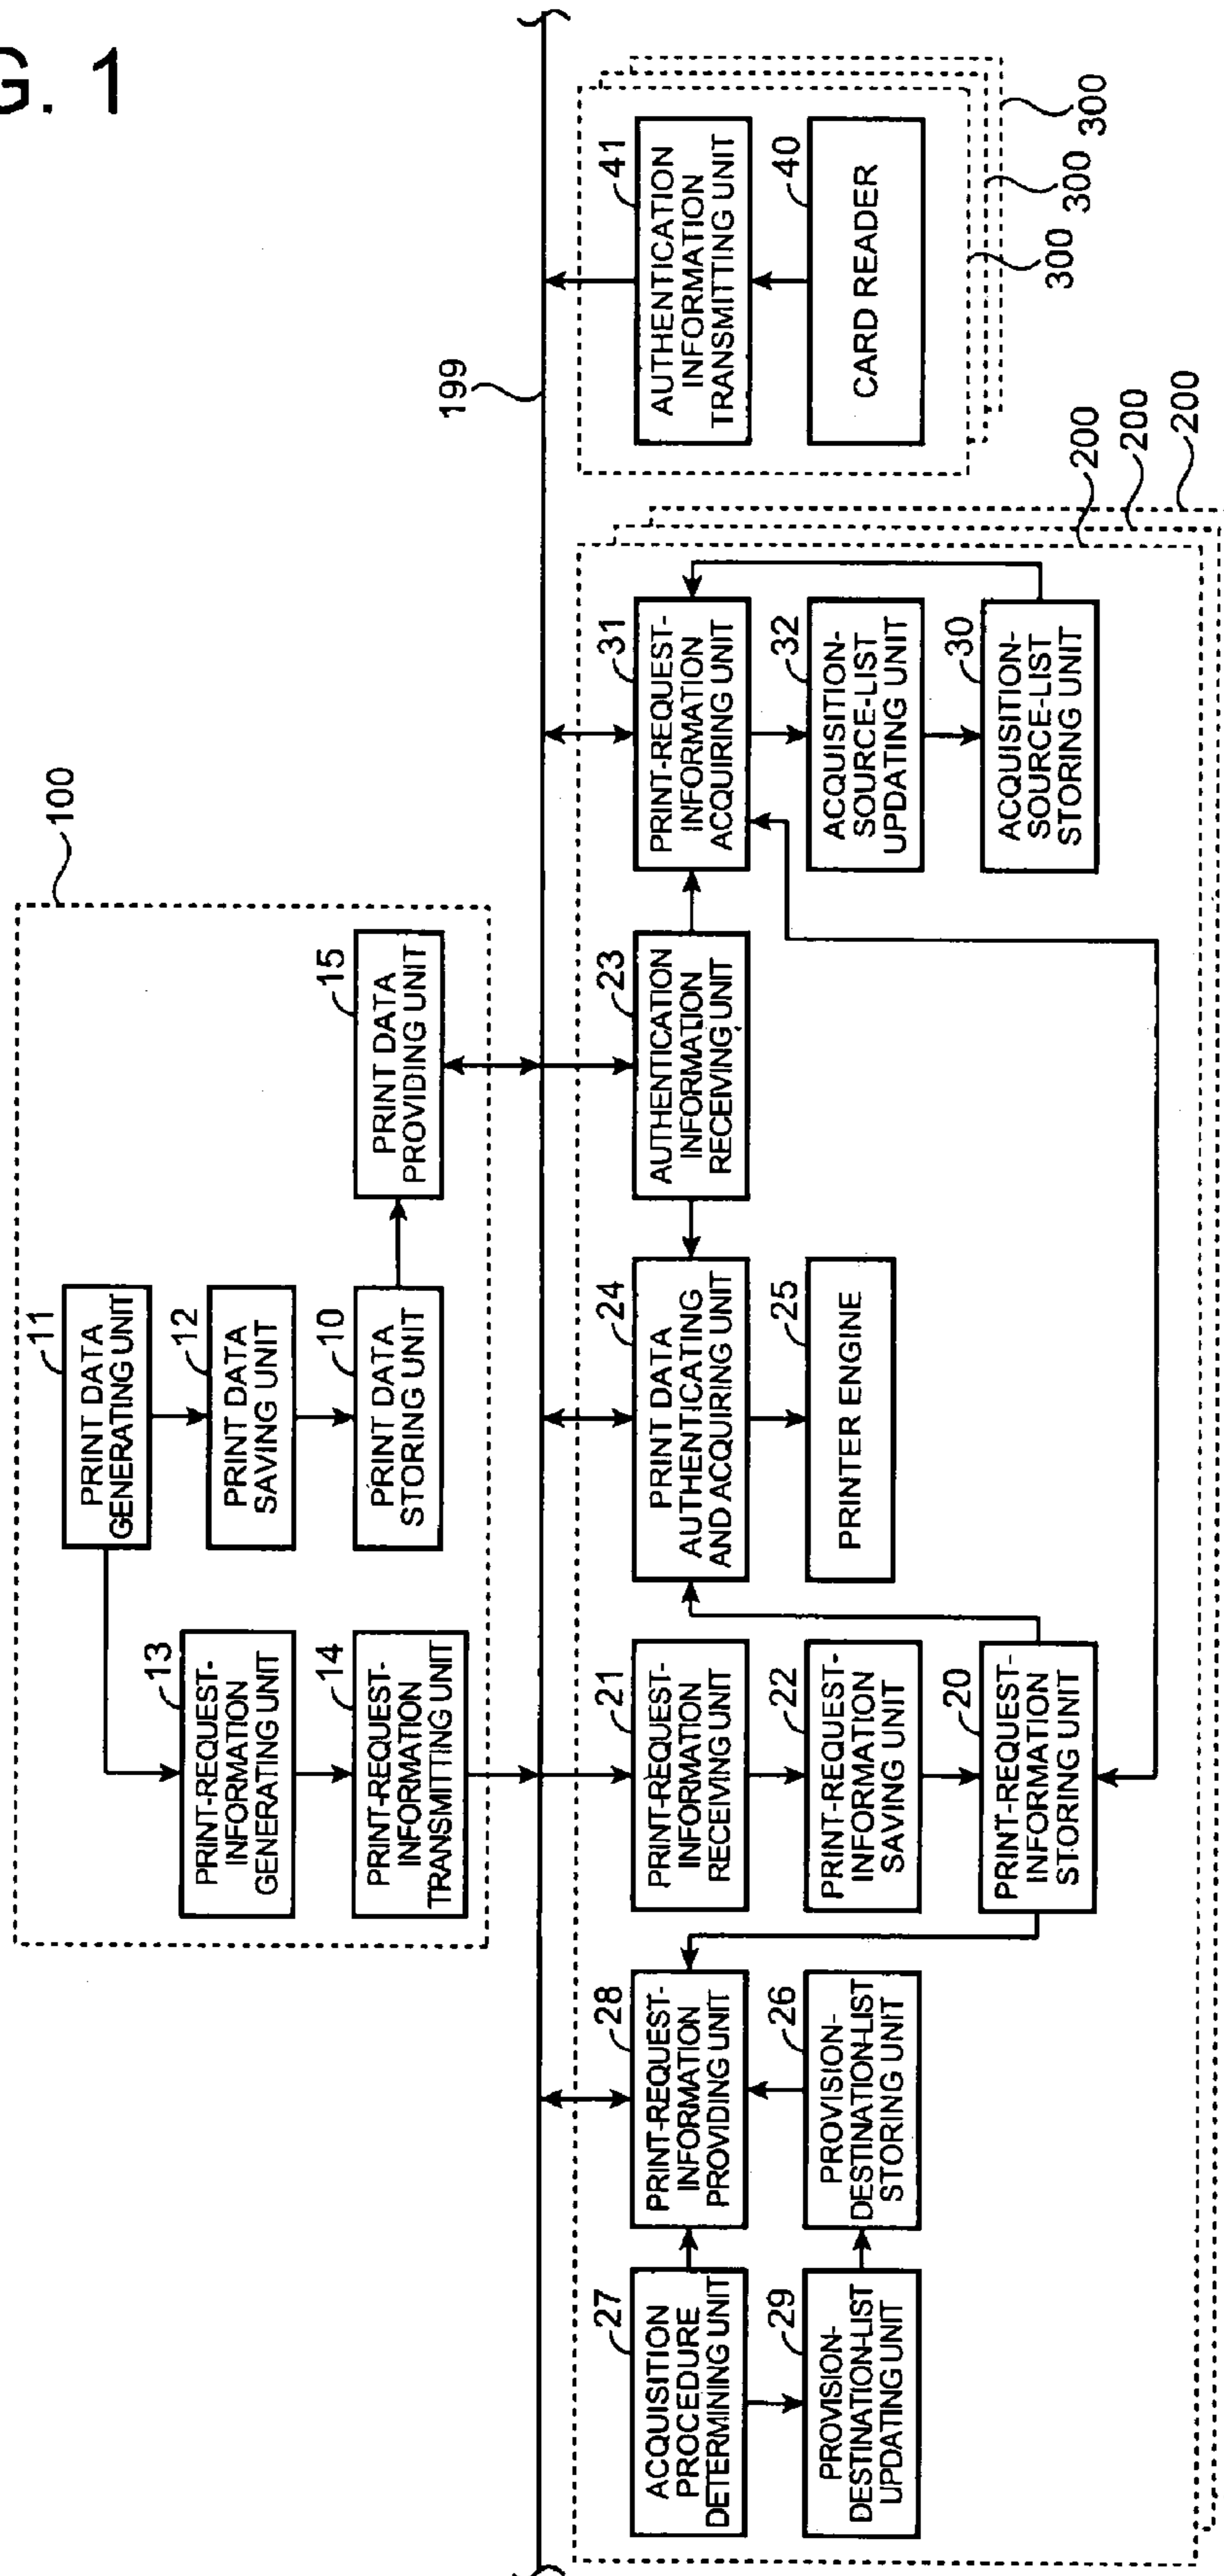 G. 1
100
11
PRINT DATA
GENERATING UNIT
12
PRINT DATA
SAVING UNIT
10
PRINT DATA
STORING UNIT
15
PRINT DATA
PROVIDING UNIT
13
PRINT-REQUEST-
INFORMATION
GENERATING UNIT
14
PRINT-REQUEST-
INFORMATION
TRANSMITTING UNIT
199
27
ACQUISITION
PROCEDURE
DETERMINING UNIT
29
PROVISION-
DESTINATION-LIST
UPDATING UNIT
28
PRINT-REQUEST-
INFORMATION
PROVIDING UNIT
26
PROVISION-
DESTINATION-LIST
STORING UNIT
21
PRINT-REQUEST-
INFORMATION
RECEIVING UNIT
22
PRINT-REQUEST-
INFORMATION
SAVING UNIT
20
PRINT-REQUEST-
INFORMATION
STORING UNIT
24
PRINT DATA
AUTHENTICATING
AND ACQUIRING UNIT
25
PRINTER ENGINE
23
AUTHENTICATION
INFORMATION
RECEIVING UNIT
31
PRINT-REQUEST-
INFORMATION
ACQUIRING UNIT
32
ACQUISITION-
SOURCE-LIST
UPDATING UNIT
30
ACQUISITION-
SOURCE-LIST
STORING UNIT
200
200
200
41
AUTHENTICATION
INFORMATION
TRANSMITTING UNIT
40
CARD READER
300
300
300